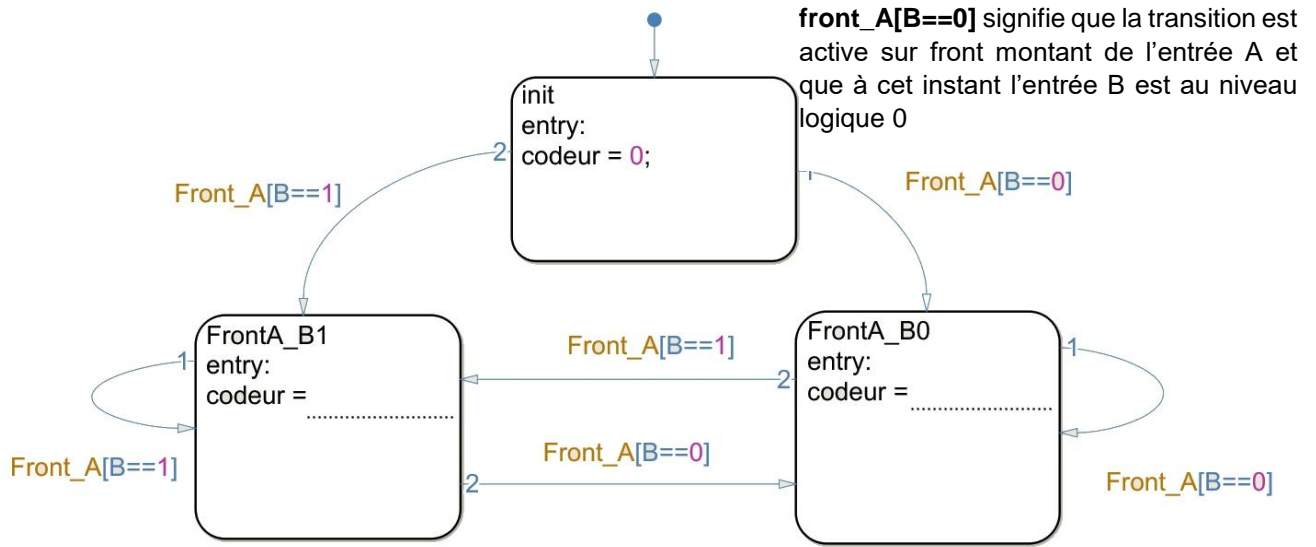 front_A[B==0] signifie que la transition est
active sur front montant de l’entrée A et
que à cet instant l’entrée B est au niveau
logique 0
init
entry:
codeur = 0;
2
1
Front_A[B==1]
Front_A[B==0]
FrontA_B1
entry:
codeur = ........................
1
2
Front_A[B==1]
Front_A[B==1]
Front_A[B==0]
FrontA_B0
entry:
codeur = ........................
1
2
Front_A[B==0]